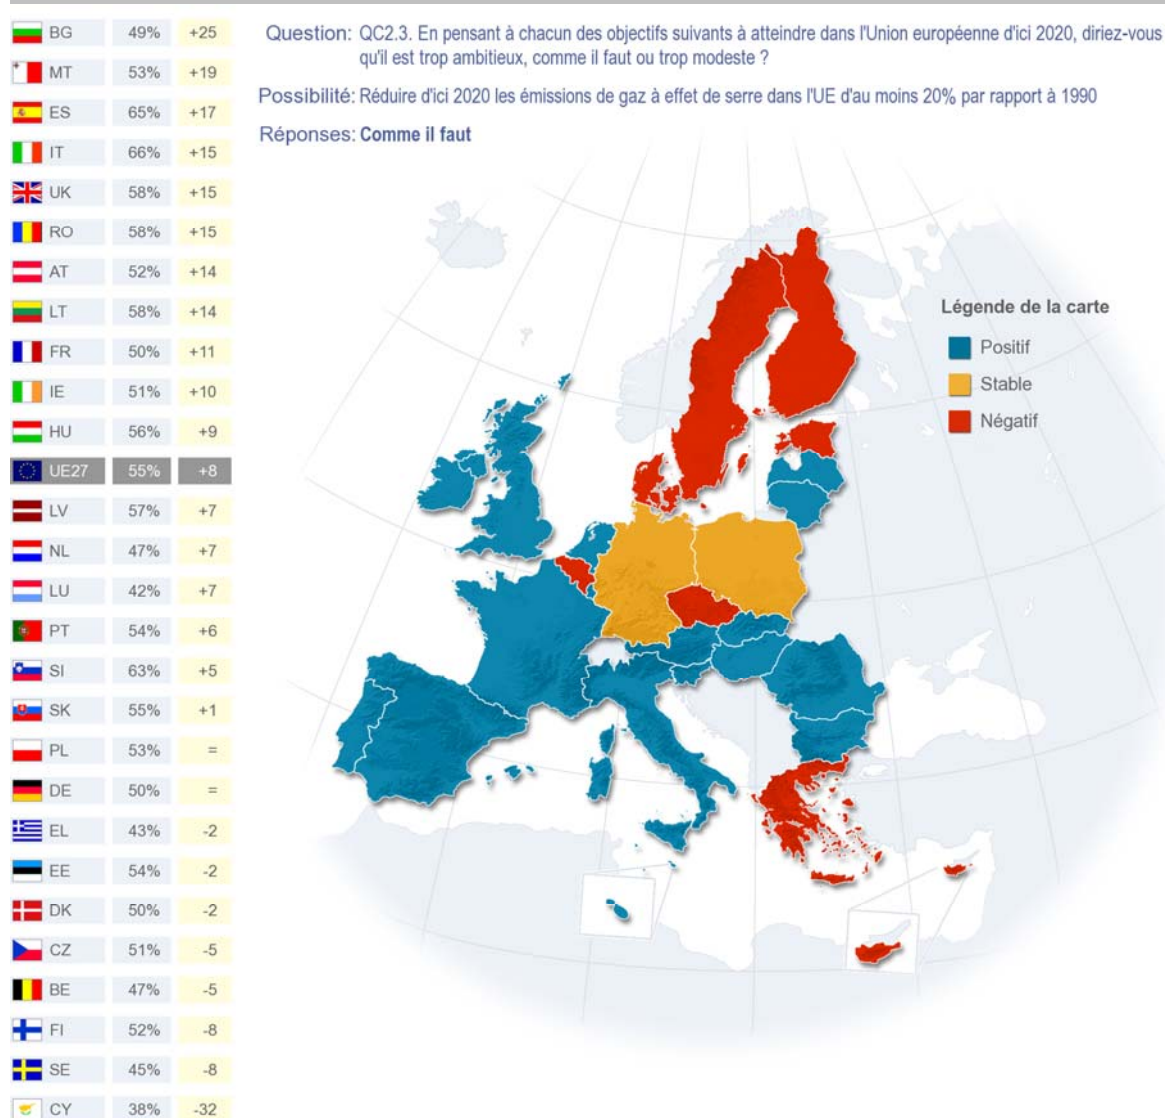 BG 49% +25
MT 53% +19
ES 65% +17
IT 66% +15
UK 58% +15
RO 58% +15
AT 52% +14
LT 58% +14
FR 50% +11
IE 51% +10
HU 56% +9
UE27 55% +8
LV 57% +7
NL 47% +7
LU 42% +7
PT 54% +6
SI 63% +5
SK 55% +1
PL 53% =
DE 50% =
EL 43% -2
EE 54% -2
DK 50% -2
CZ 51% -5
BE 47% -5
FI 52% -8
SE 45% -8
CY 38% -32
Question: QC2.3. En pensant à chacun des objectifs suivants à atteindre dans l'Union européenne d'ici 2020, diriez-vous
qu'il est trop ambitieux, comme il faut ou trop modeste ?
Possibilité: Réduire d'ici 2020 les émissions de gaz à effet de serre dans l'UE d'au moins 20% par rapport à 1990
Réponses: Comme il faut
Légende de la carte
Positif
Stable
Négatif